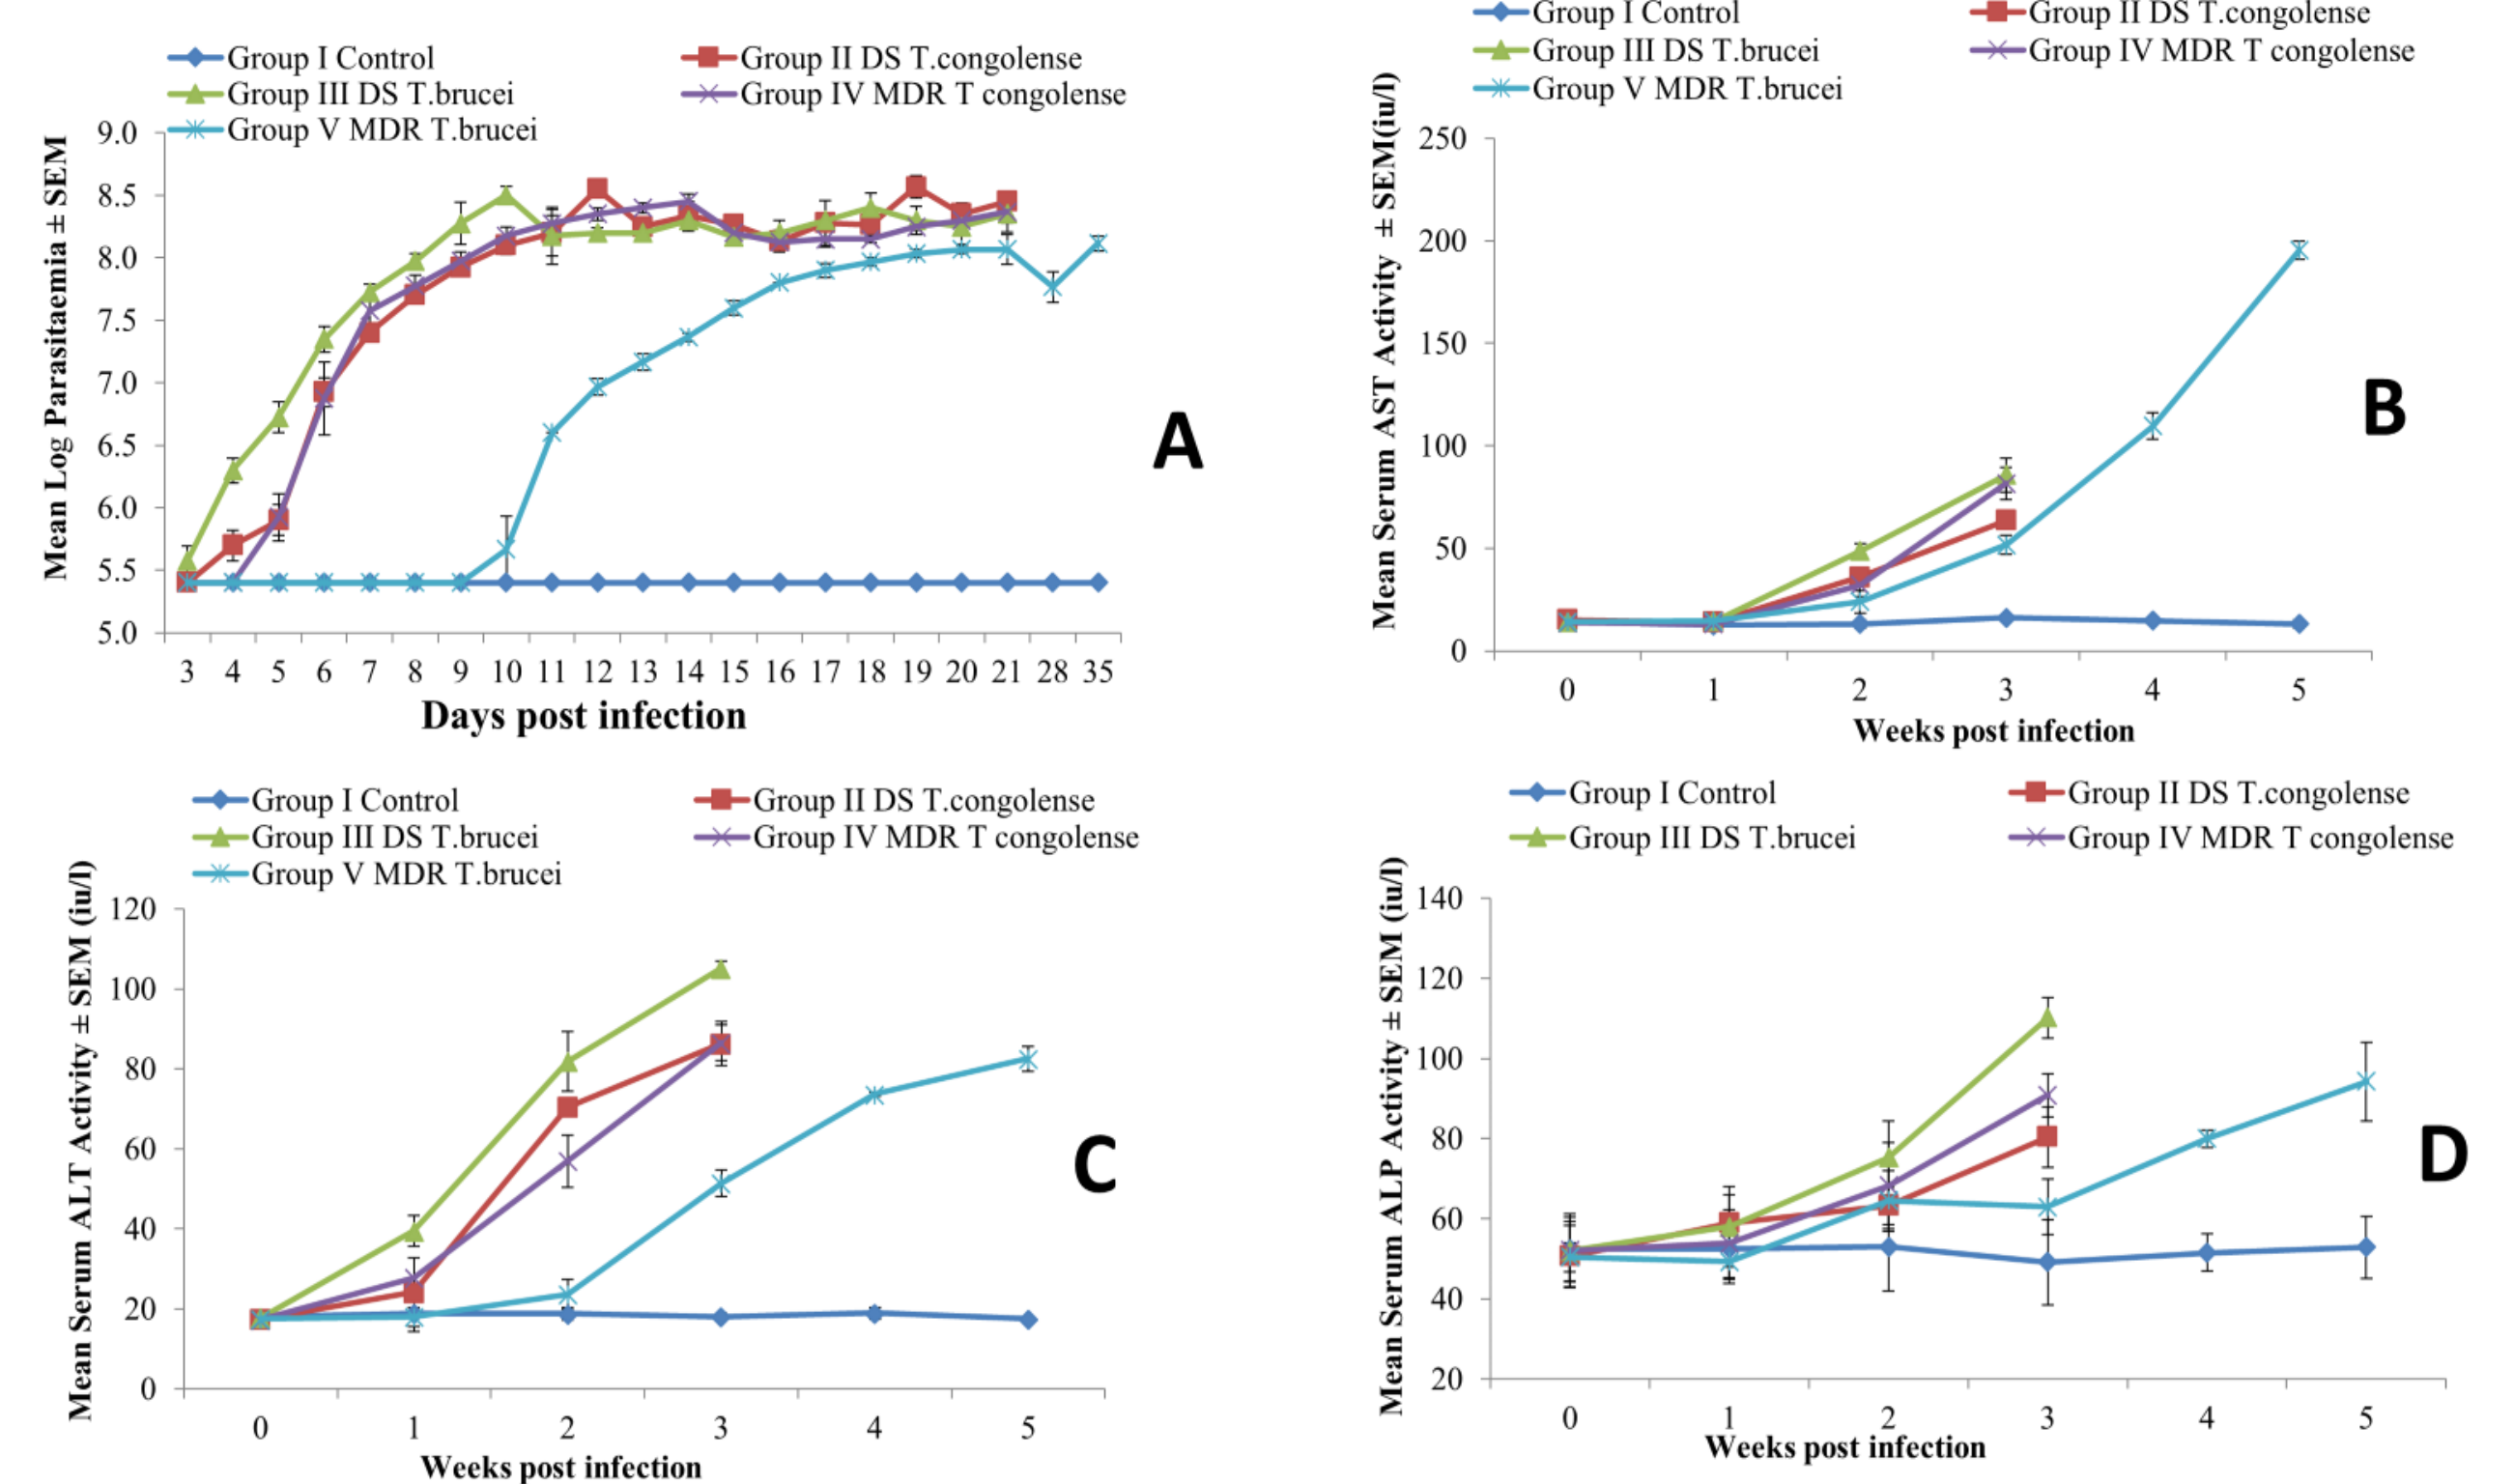 Group I Control Group II DS T.congolense
Group III DS T.brucei Group IV MDR T congolense
Group V MDR T.brucei
Mean Log Parasitaemia ± SEM
9.0
8.5
8.0
7.5
7.0
6.5
6.0
5.5
5.0
3 4 5 6 7 8 9 10 11 12 13 14 15 16 17 18 19 20 21 28 35
Days post infection
A
Group I Control Group II DS T.congolense
Group III DS T.brucei Group IV MDR T congolense
Group V MDR T.brucei
Mean Serum AST Activity ± SEM(iu/l)
250
200
150
100
50
0
0 1 2 3 4 5
Weeks post infection
B
Group I Control Group II DS T.congolense
Group III DS T.brucei Group IV MDR T congolense
Group V MDR T.brucei
Mean Serum ALT Activity ± SEM (iu/l)
120
100
80
60
40
20
0
0 1 2 3 4 5
Weeks post infection
C
Group I Control Group II DS T.congolense
Group III DS T.brucei Group IV MDR T congolense
Mean Serum ALP Activity ± SEM (iu/l)
140
120
100
80
60
40
20
0 1 2 3 4 5
Weeks post infection
D